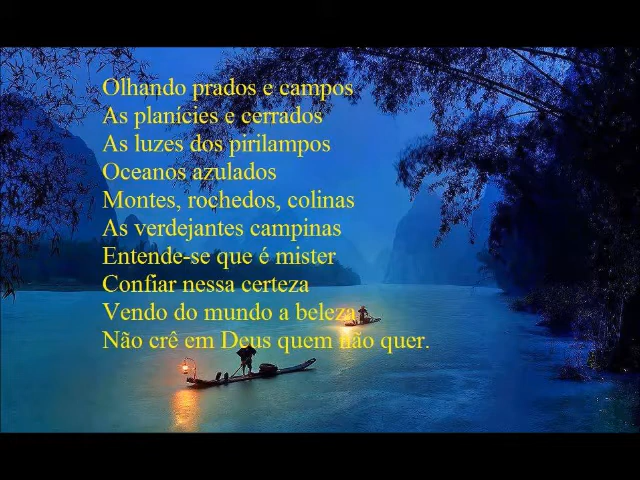 Olhando prados e campos
As planícies e cerrados
As luzes dos pirilampos
Oceanos azulados
Montes, rochedos, colinas
As verdejantes campinas
Entende-se que é mister
Confiar nessa certeza
Vendo do mundo a beleza
Não crê em Deus quem não quer.